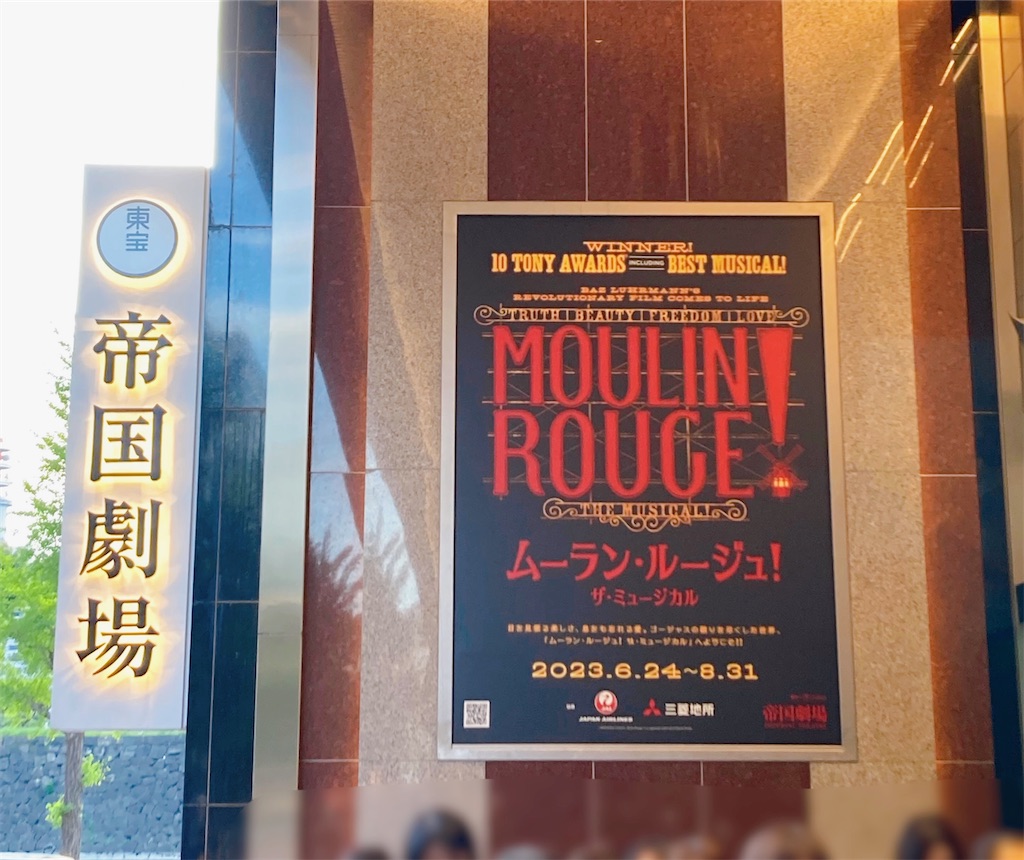 東宝
帝国劇場
WINNER!
10 TONY AWARDS INCLUDING BEST MUSICAL!
BAZ LUHRMANN'S
REVOLUTIONARY FILM COMES TO LIFE
TRUTH | BEAUTY | FREEDOM | LOVE
MOULIN
ROUGE!
THE MUSICAL!
ムーラン・ルージュ!
ザ・ミュージカル
「ムーラン・ルージュ! ザ・ミュージカル」へようこそ!!
2023.6.24~8.31
JAL
JAPAN AIRLINES
三菱地所
帝国劇場